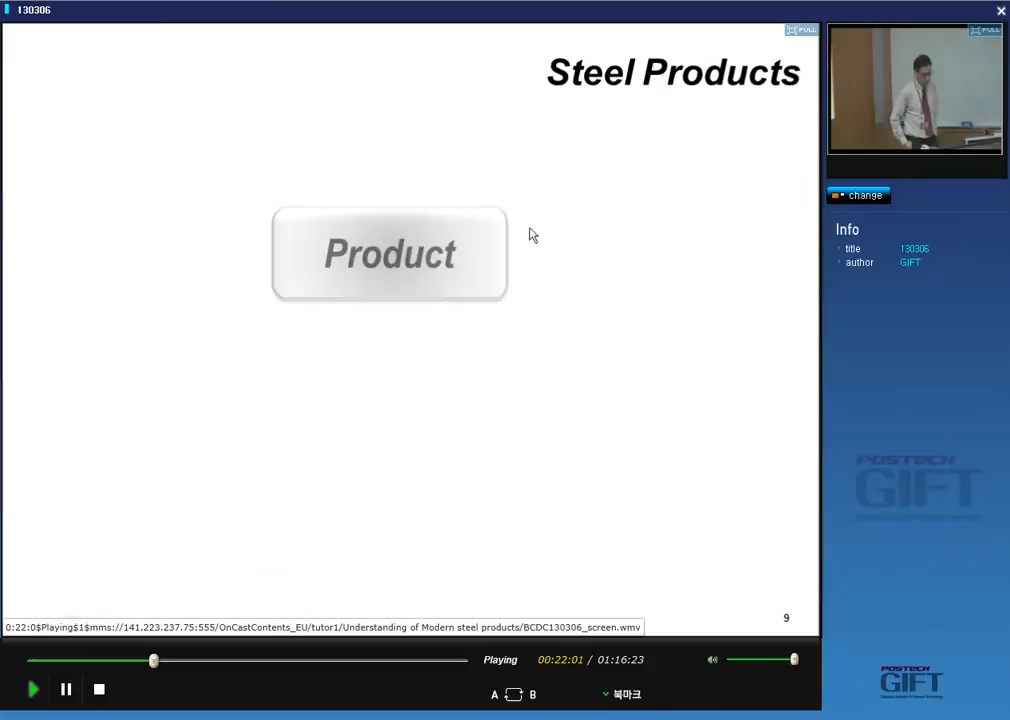 130306
FULL
Steel Products
Product
9
0:22:0$Playing$1$mms://141.223.237.75:555/OnCastContents_EU/tutor1/Understanding of Modern steel products/BCDC130306_screen.wmv
Playing
00:22:01 / 01:16:23
A B
북마크
FULL
change
Info
title 130306
author GIFT
POSTECH
GIFT
POSTECH
GIFT